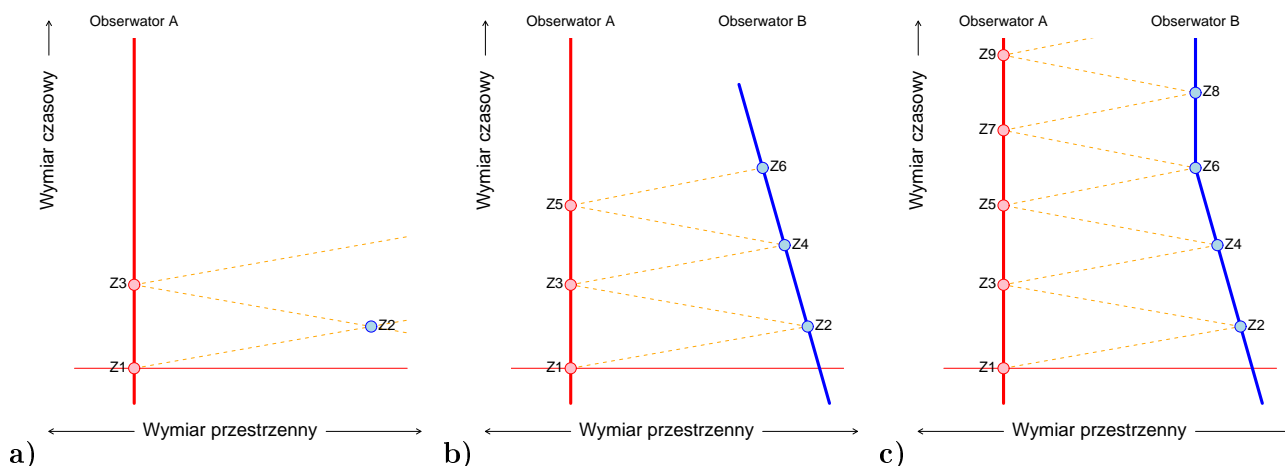 Obserwator A
Wymiar czasowy
Z3
Z2
Z1
Wymiar przestrzenny
a)
Obserwator A
Obserwator B
Wymiar czasowy
Z6
Z5
Z4
Z3
Z2
Z1
Wymiar przestrzenny
b)
Obserwator A
Obserwator B
Wymiar czasowy
Z9
Z8
Z7
Z6
Z5
Z4
Z3
Z2
Z1
Wymiar przestrzenny
c)